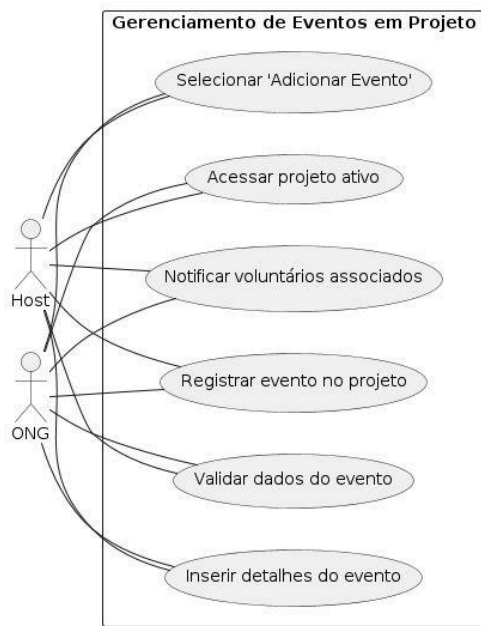 Gerenciamento de Eventos em Projeto
Selecionar 'Adicionar Evento'
Acessar projeto ativo
Notificar voluntários associados
Host
Registrar evento no projeto
ONG
Validar dados do evento
Inserir detalhes do evento